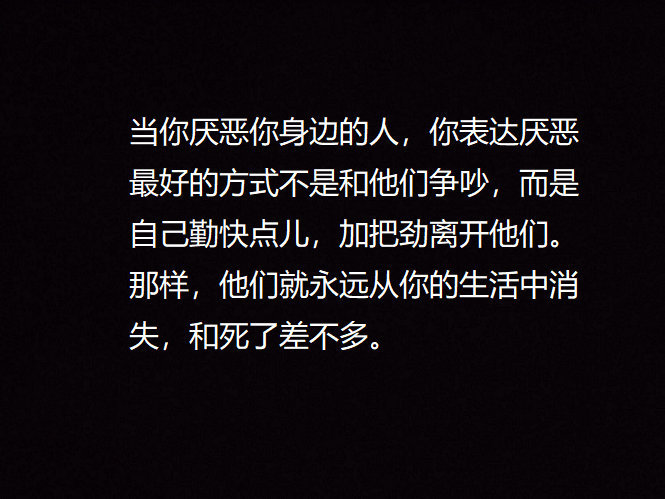 当你厌恶你身边的人，你表达厌恶
最好的方式不是和他们争吵，而是
自己勤快点儿，加把劲离开他们。
那样，他们就永远从你的生活中消
失，和死了差不多。